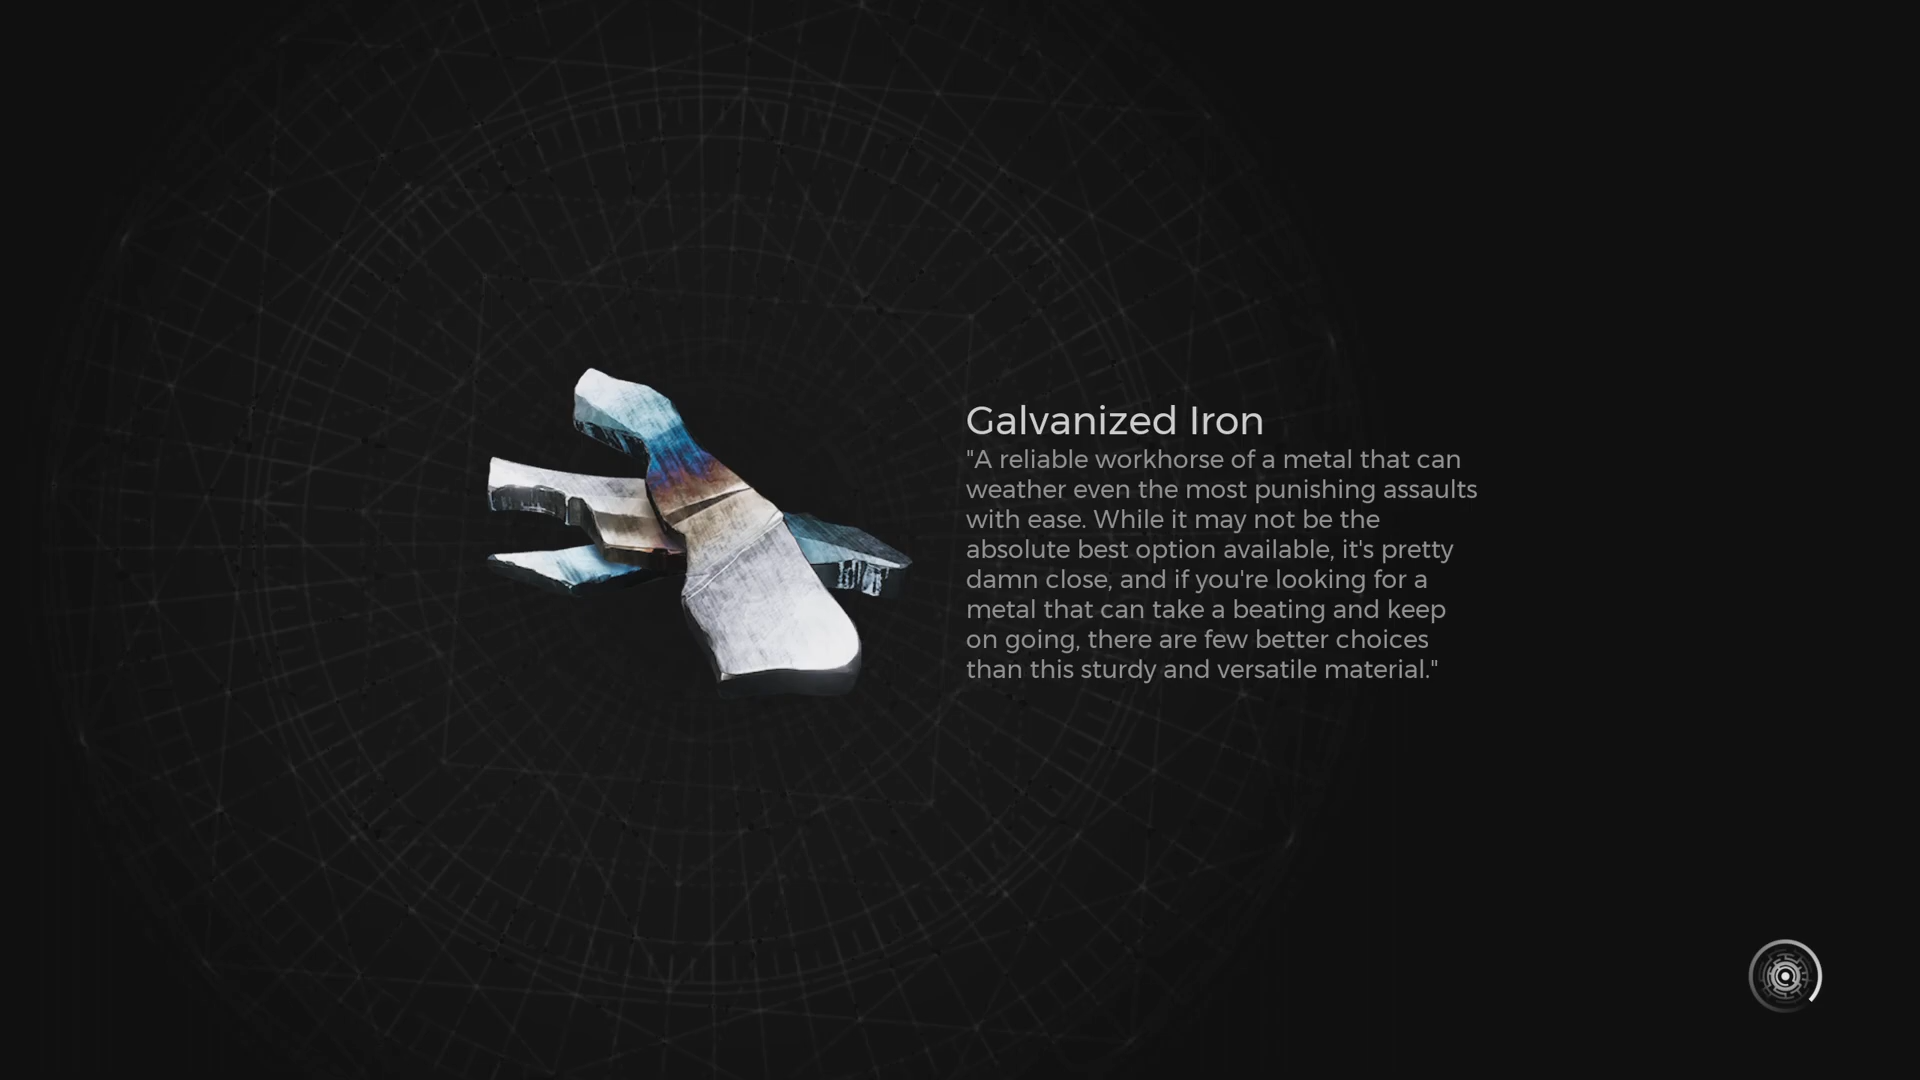 Galvanized Iron
"A reliable workhorse of a metal that can
weather even the most punishing assaults
with ease. While it may not be the
absolute best option available, it's pretty
damn close, and if you're looking for a
metal that can take a beating and keep
on going, there are few better choices
than this sturdy and versatile material."